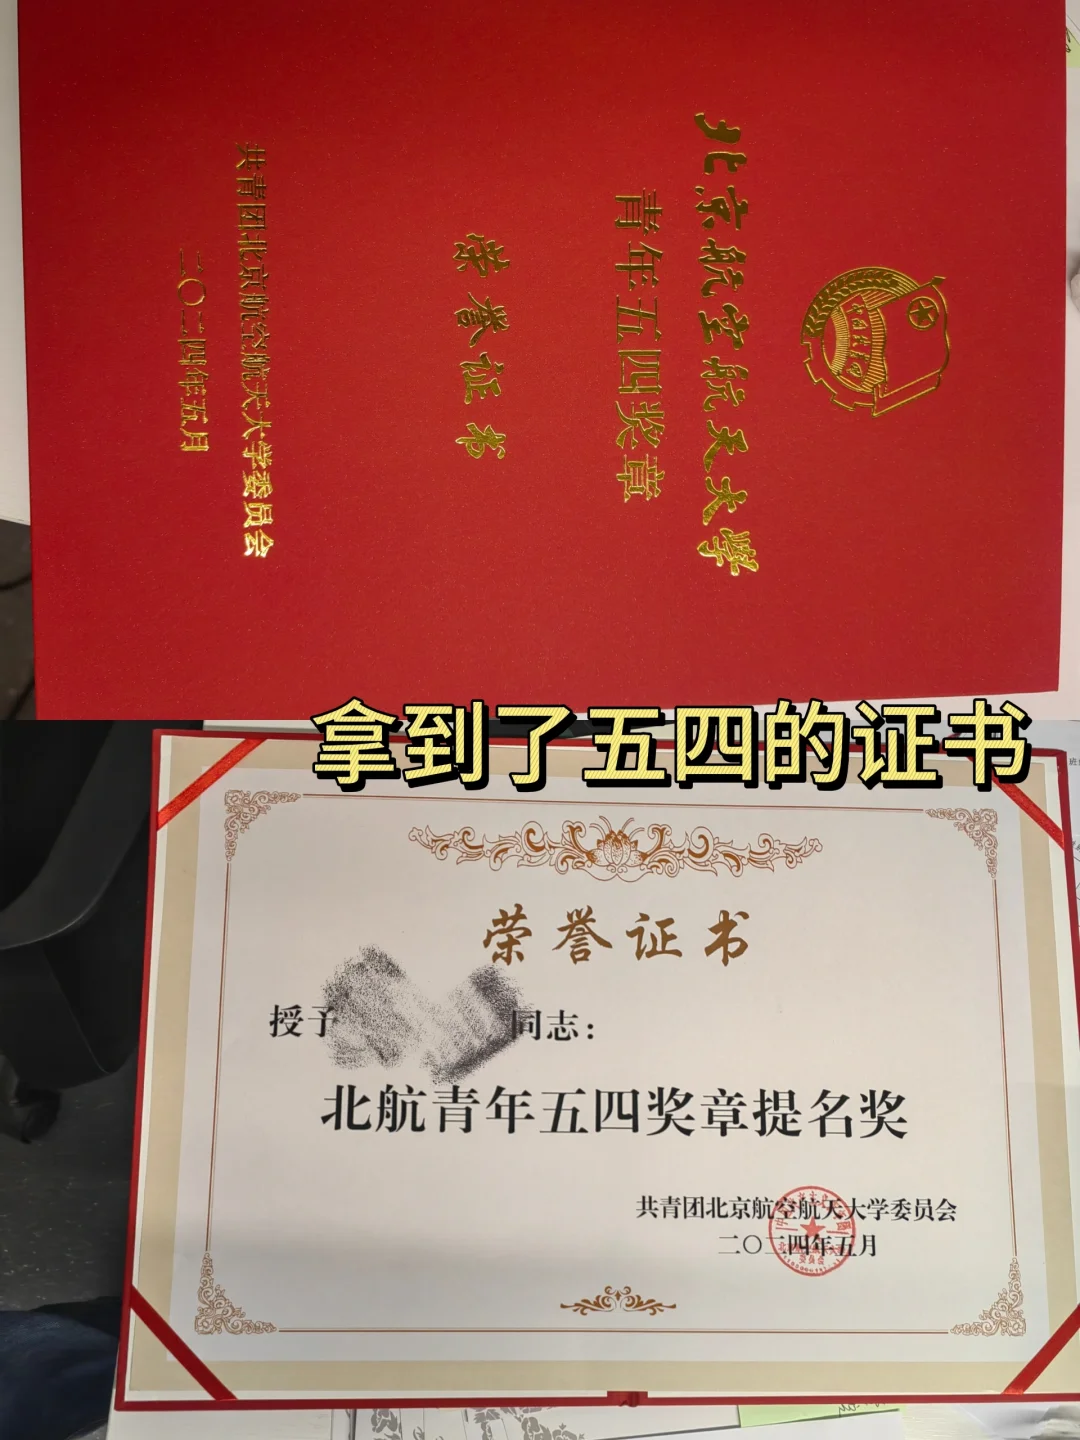 北京航空航天大学
青年五四奖章
荣誉证书
共青团北京航空航天大学委员会
二〇二四年五月
拿到了五四的证书
荣誉证书
授予
同志：
北航青年五四奖章提名奖
共青团北京航空航天大学委员会
二〇二四年五月